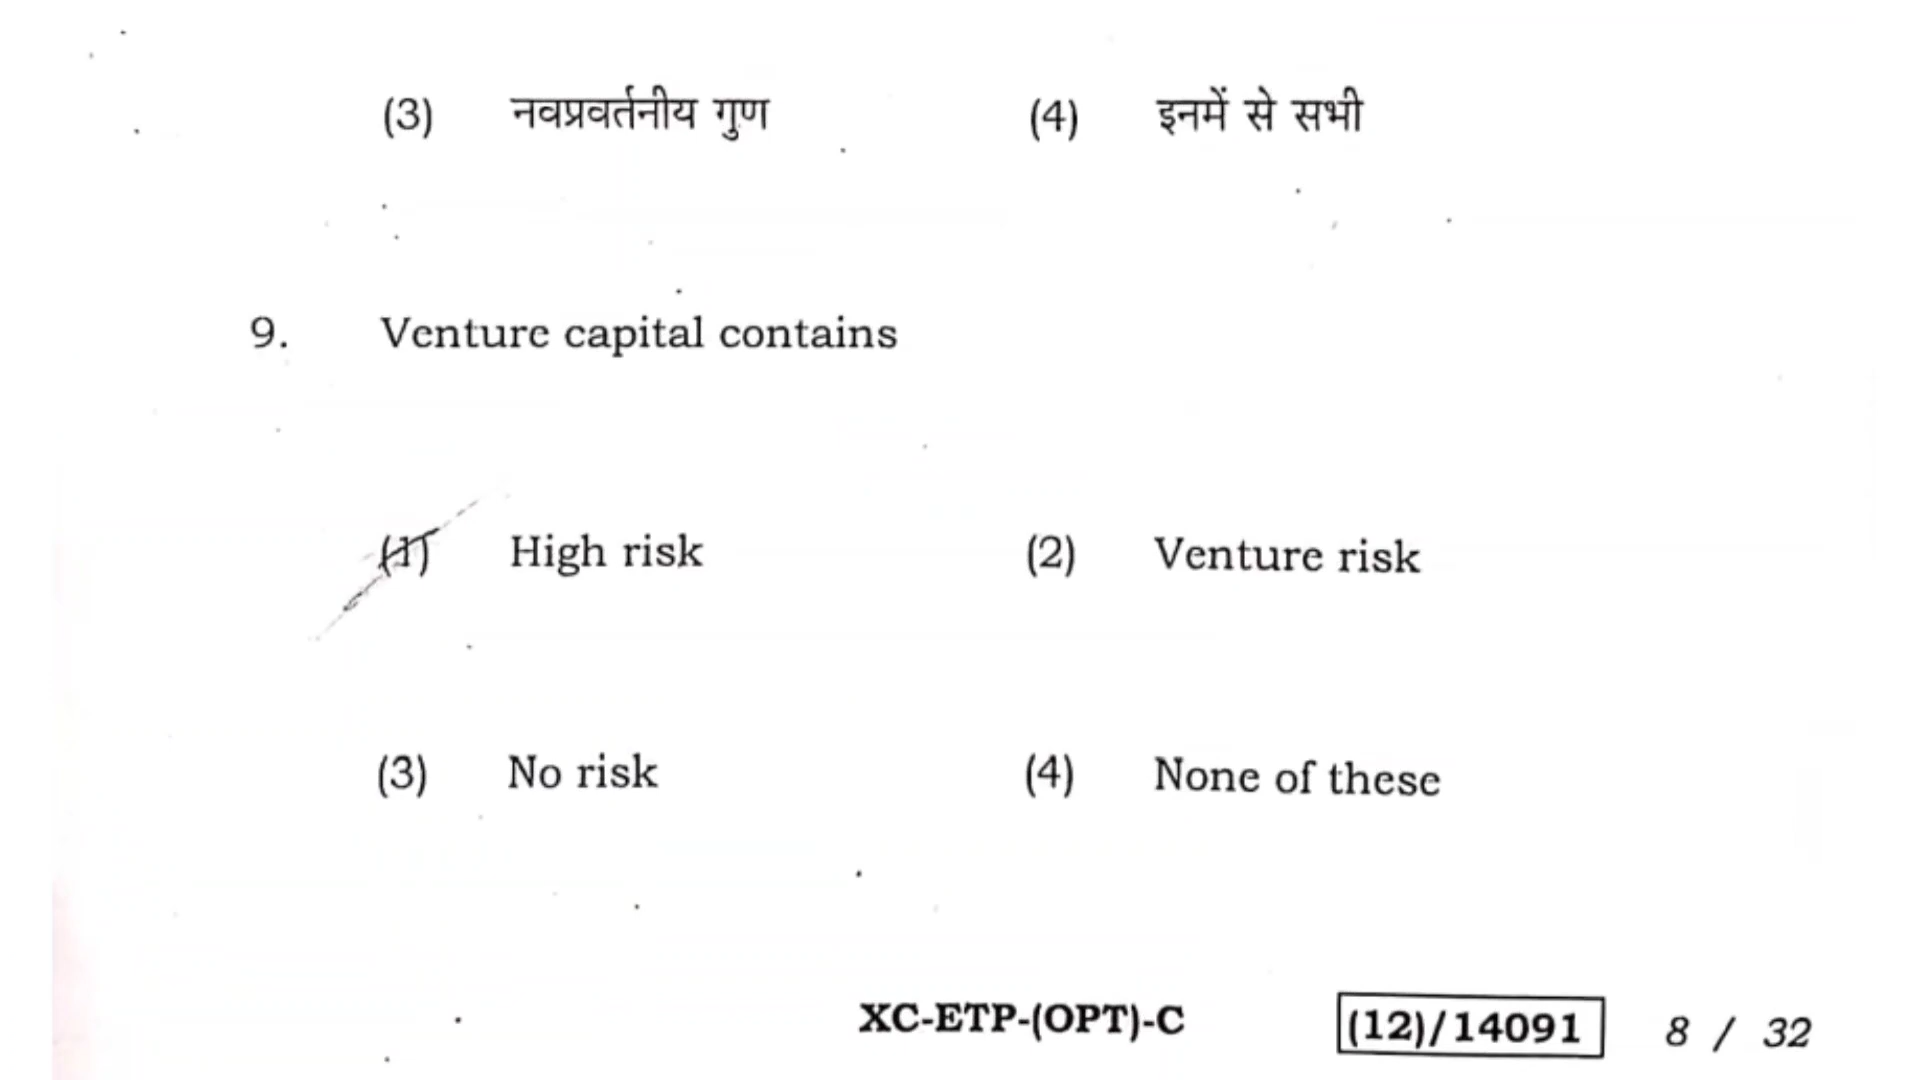 (3) नवप्रवर्तनीय गुण (4) इनमें से सभी
9. Venture capital contains
(1) High risk (2) Venture risk
(3) No risk (4) None of these
XC-ETP-(OPT)-C (12)/14091 8 / 32